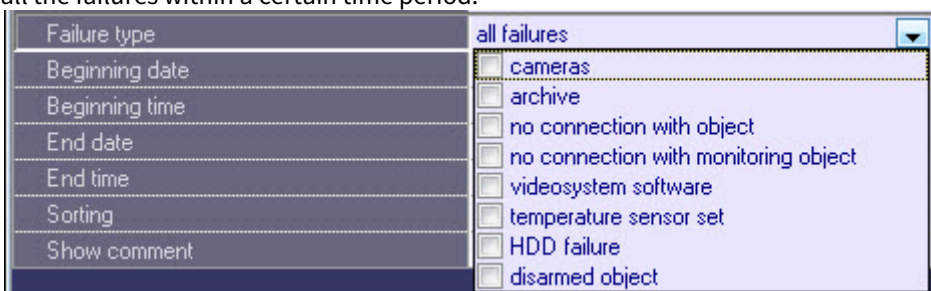 all the failures within a certain time period.
Failure type all failures
Beginning date cameras
Beginning time archive
End date no connection with object
End time no connection with monitoring object
Sorting videosystem software
Show comment temperature sensor set
HDD failure
disarmed object